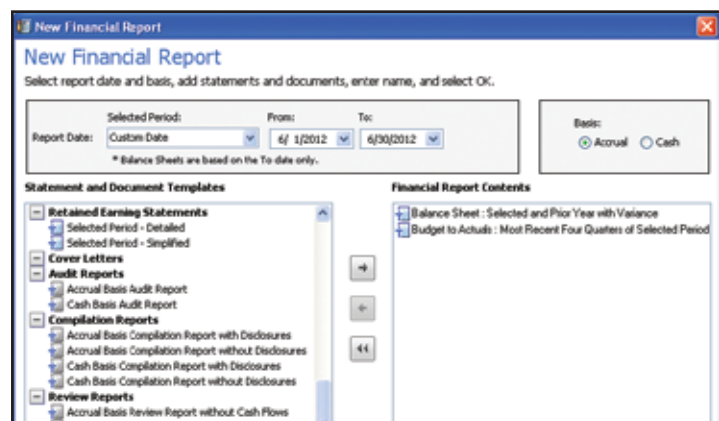 New Financial Report
New Financial Report
Select report date and basis, add statements and documents, enter name, and select OK.
Selected Period: From: To: Basis:
Report Date: Custom Date 6/ 1/2012 6/30/2012 Accrual Cash
* Balance Sheets are based on the To date only.
Statement and Document Templates
Retained Earning Statements
Selected Period - Detailed
Selected Period - Simplified
Cover Letters
Audit Reports
Accrual Basis Audit Report
Cash Basis Audit Report
Compilation Reports
Accrual Basis Compilation Report with Disclosures
Accrual Basis Compilation Report without Disclosures
Cash Basis Compilation Report with Disclosures
Cash Basis Compilation Report without Disclosures
Review Reports
Accrual Basis Review Report without Cash Flows
Financial Report Contents
Balance Sheet : Selected and Prior Year with Variance
Budget to Actuals : Most Recent Four Quarters of Selected Period